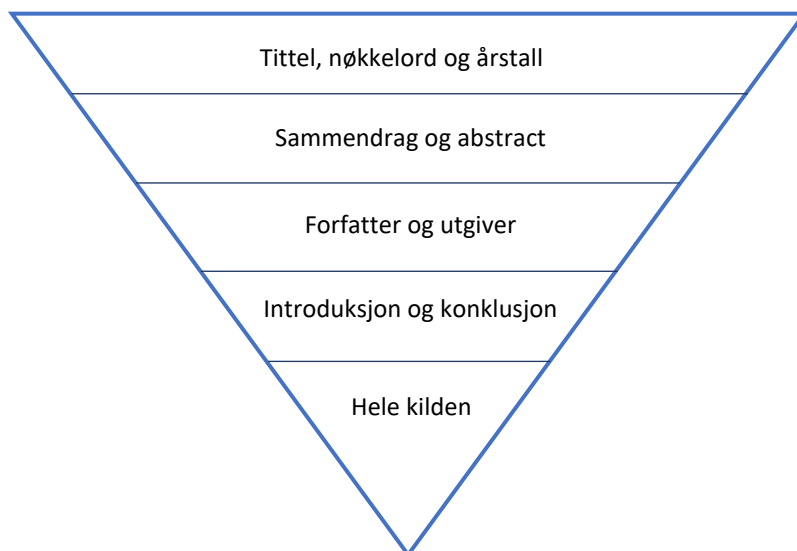 Tittel, nøkkelord og årstall
Sammendrag og abstract
Forfatter og utgiver
Introduksjon og konklusjon
Hele kilden